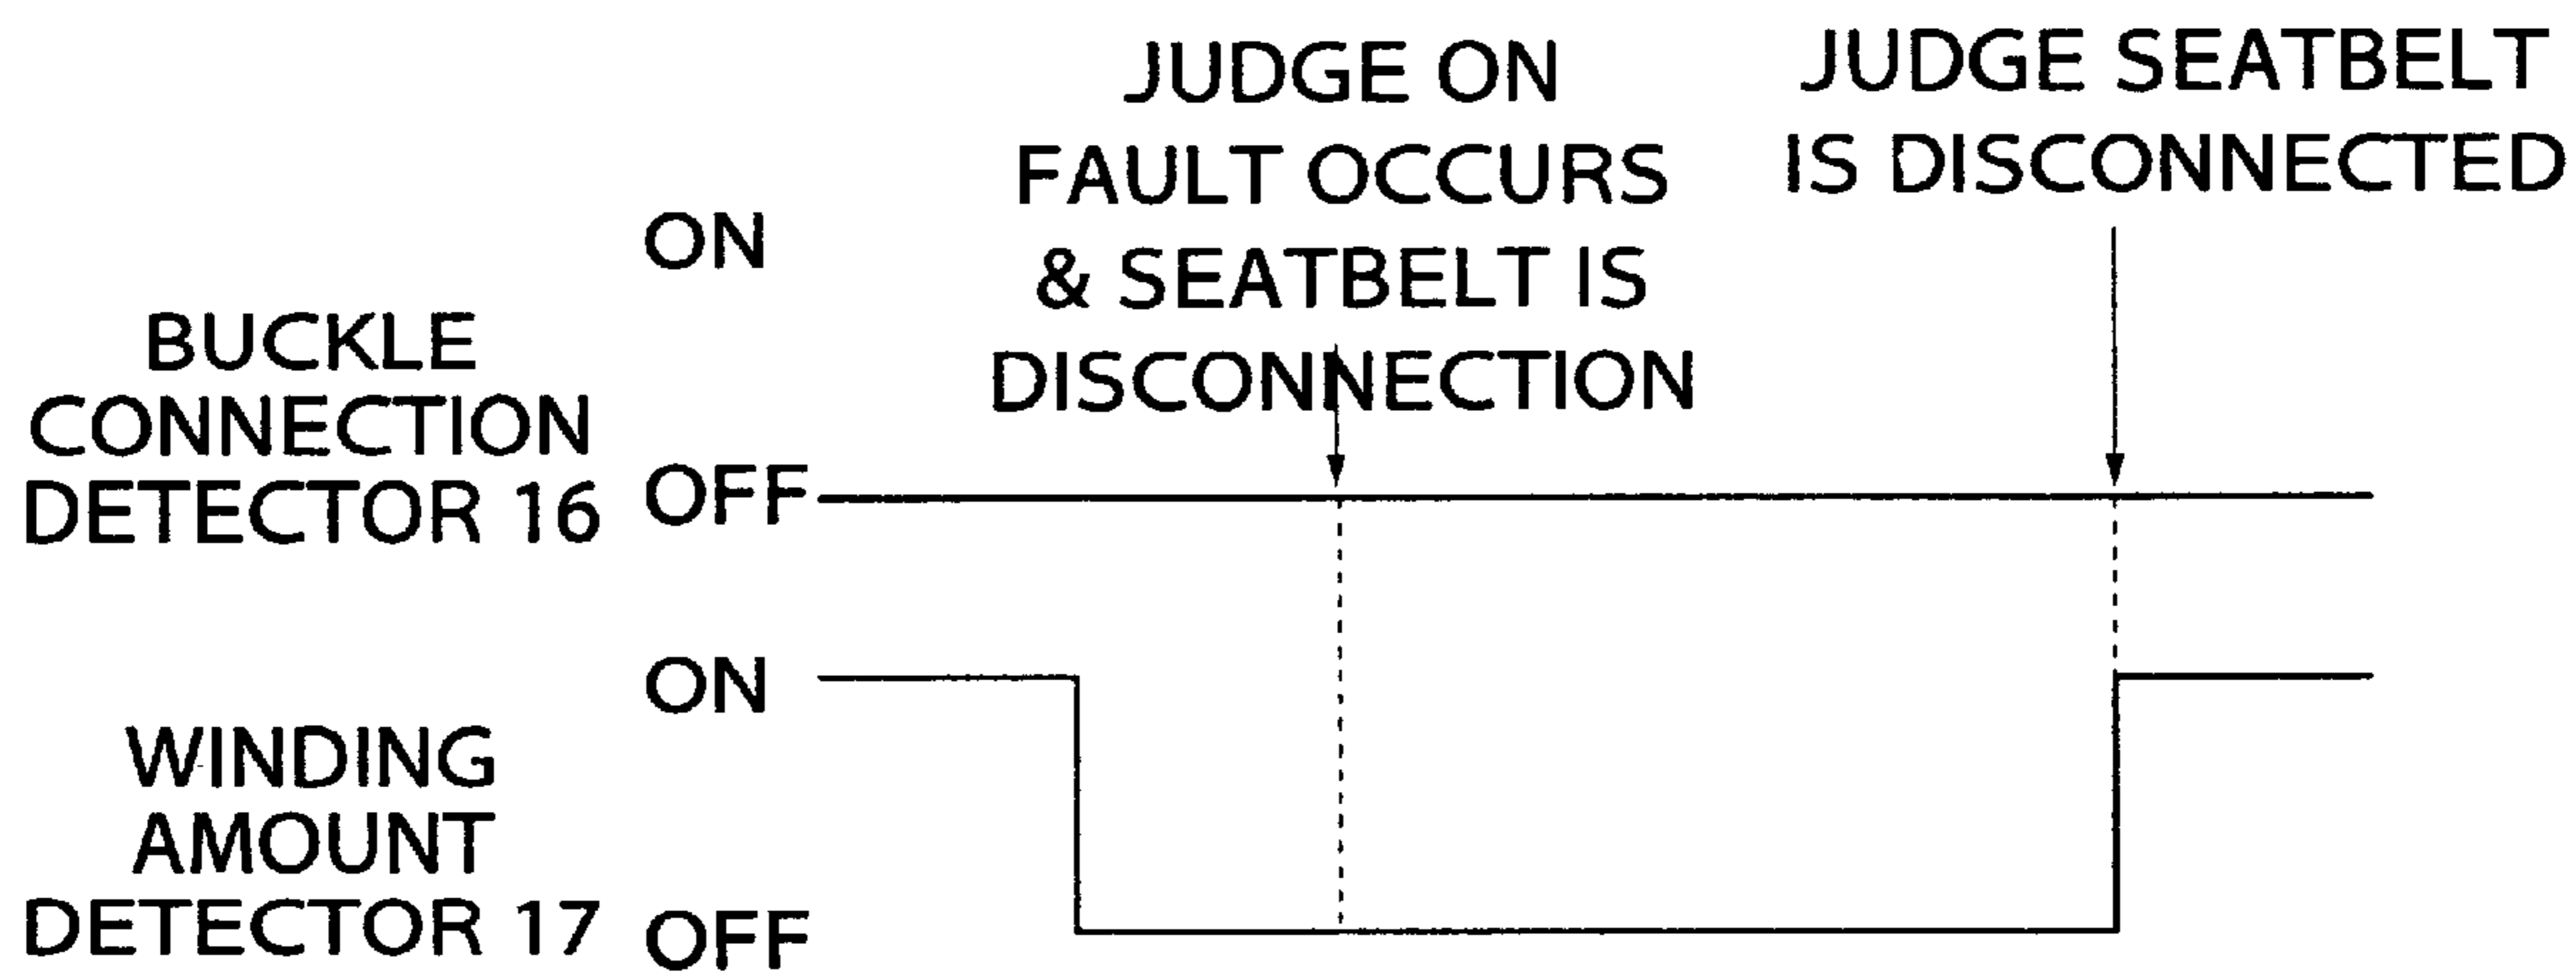 JUDGE ON
FAULT OCCURS
& SEATBELT IS
DISCONNECTION
JUDGE SEATBELT
IS DISCONNECTED
BUCKLE
CONNECTION
DETECTOR 16
ON
OFF
WINDING
AMOUNT
DETECTOR 17
ON
OFF